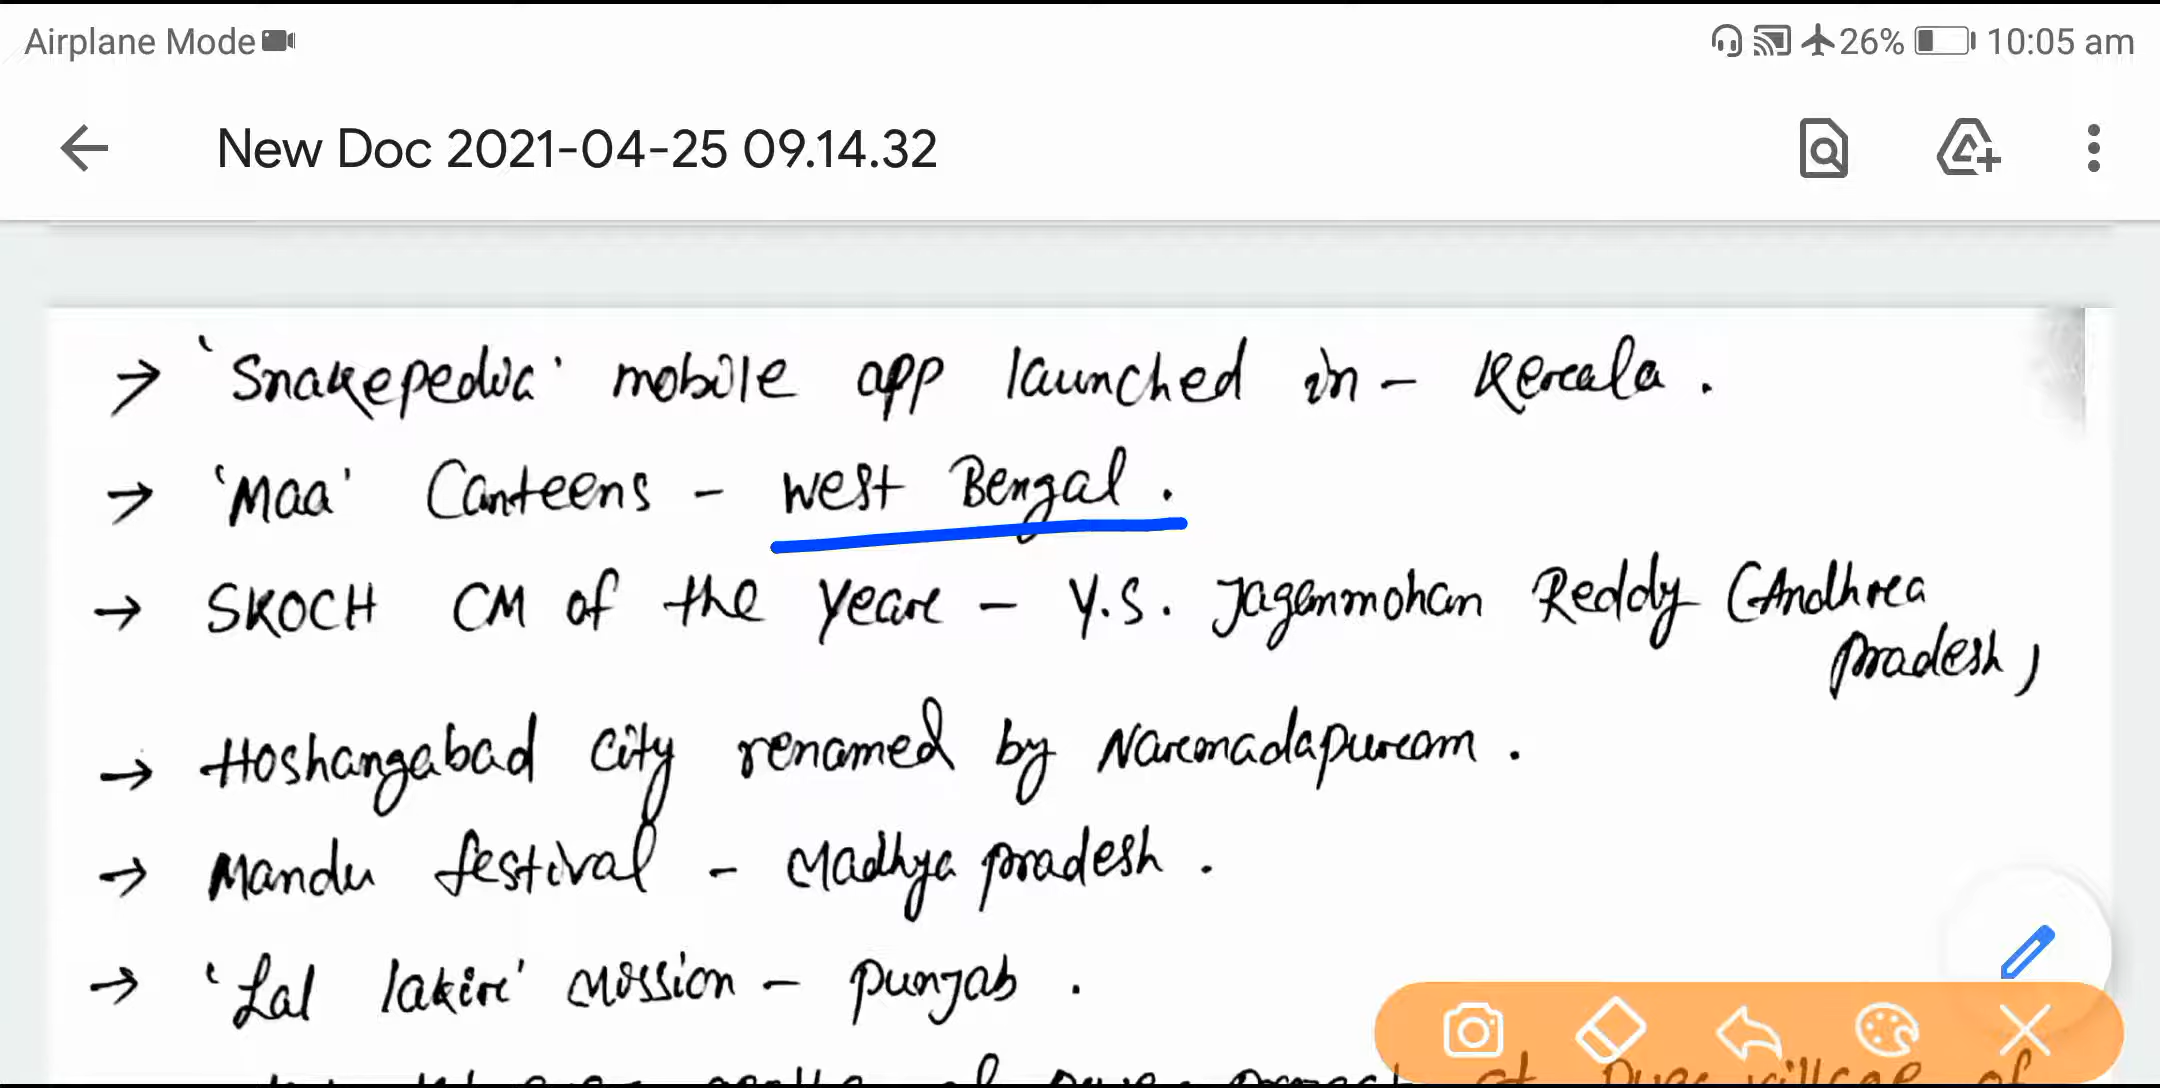 Airplane Mode 26% 10:05 am
New Doc 2021-04-25 09.14.32
→ 'Snakepedia' mobile app launched in - Kerala.
→ 'Maa' Canteens - West Bengal.
→ SKOCH CM of the Year - Y.S. Jaganmohan Reddy (Andhra
Pradesh)
→ Hoshangabad City renamed by Narmadapuram.
→ Mandu festival - Madhya pradesh.
→ 'Lal lakir' Mission - Punjab.